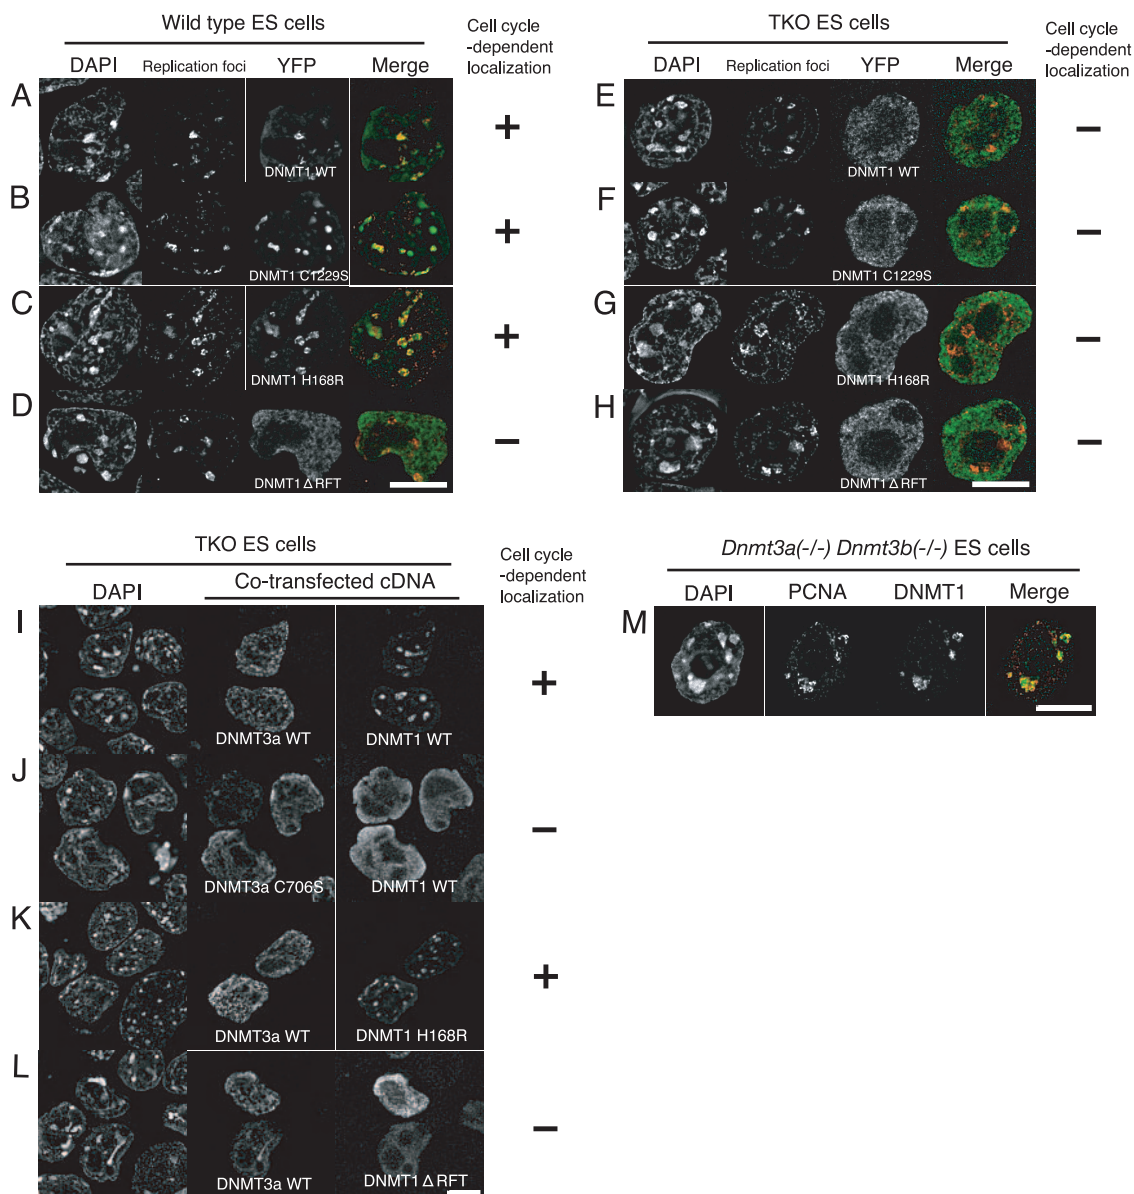 Wild type ES cells
Cell cycle
-dependent
localization
DAPI Replication foci YFP Merge
A
DNMT1 WT
+
B
DNMT1 C1229S
+
C
DNMT1 H168R
+
D
DNMT1 Δ RFT
−
TKO ES cells
Cell cycle
-dependent
localization
DAPI Replication foci YFP Merge
E
DNMT1 WT
−
F
DNMT1 C1229S
−
G
DNMT1 H168R
−
H
DNMT1 Δ RFT
−
TKO ES cells
Cell cycle
-dependent
localization
Co-transfected cDNA
DAPI
I
DNMT3a WT DNMT1 WT
+
J
DNMT3a C706S DNMT1 WT
−
K
DNMT3a WT DNMT1 H168R
+
L
DNMT3a WT DNMT1 Δ RFT
−
Dnmt3a(-/-) Dnmt3b(-/-) ES cells
DAPI PCNA DNMT1 Merge
M